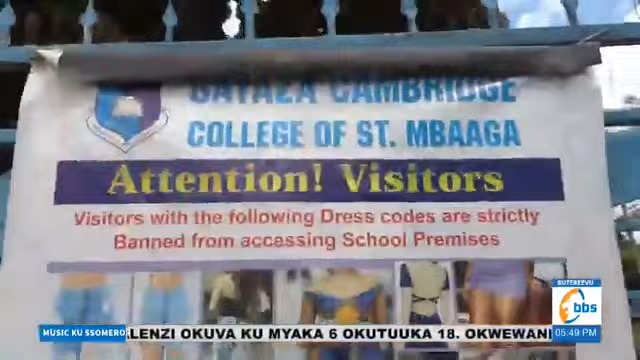 GAYAZA CAMBRIDGE
COLLEGE OF ST. MBAAGA
Attention! Visitors
Visitors with the following Dress codes are strictly
Banned from accessing School Premises
BUTEREEVU
bbs
MUSIC KU SSOMERO
LENZI OKUVA KU MYAKA 6 OKUTUUKA 18. OKWEWANI
05:49 PM